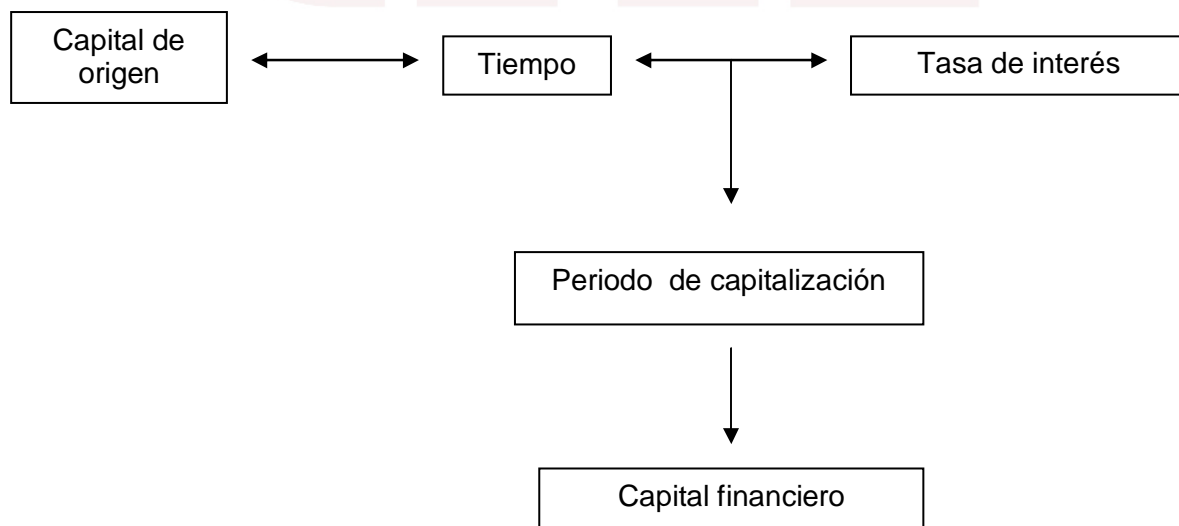 Capital de
origen
Tiempo
Tasa de interés
Periodo de capitalización
Capital financiero